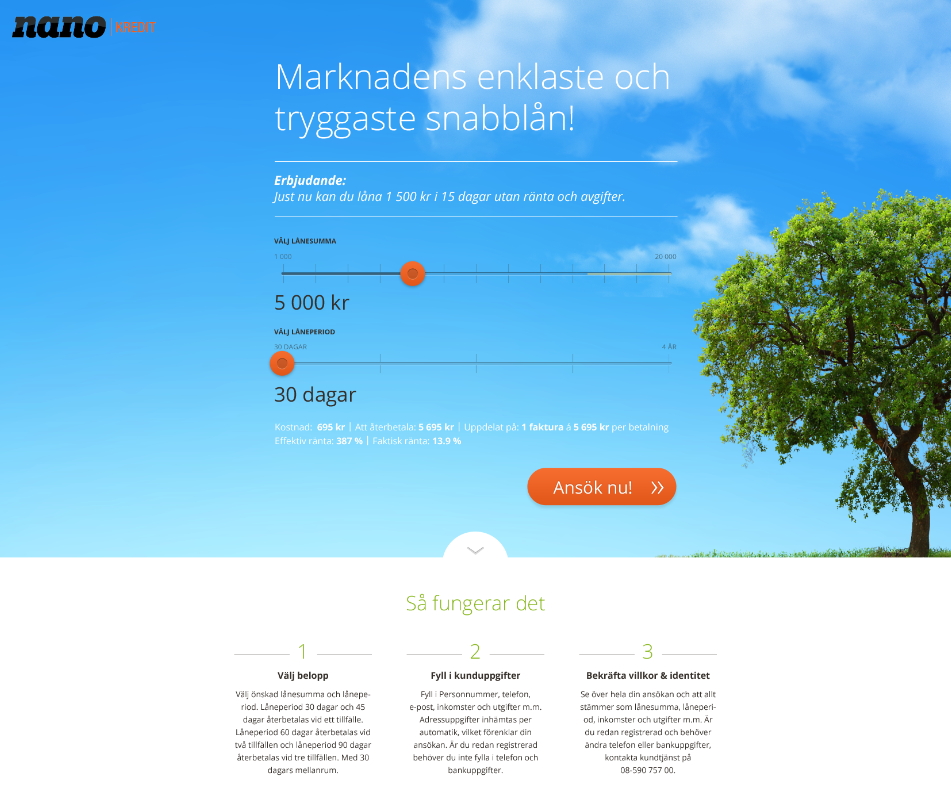 nano KREDIT
Marknadens enklaste och
tryggaste snabblån!
Erbjudande:
Just nu kan du låna 1 500 kr i 15 dagar utan ränta och avgifter.
VÄLJ LÅNESUMMA
1 000 20 000
5 000 kr
VÄLJ LÅNEPERIOD
30 DAGAR 4 ÅR
30 dagar
Kostnad: 695 kr | Att återbetala: 5 695 kr | Uppdelat på: 1 faktura á 5 695 kr per betalning
Effektiv ränta: 387 % | Faktisk ränta: 13,9 %
Ansök nu!
Så fungerar det
1
Välj belopp
Välj önskad lånesumma och lånepe-
riod. Låneperiod 30 dagar och 45
dagar återbetalas vid ett tillfälle.
Låneperiod 60 dagar återbetalas vid
två tillfällen och låneperiod 90 dagar
återbetalas vid tre tillfällen. Med 30
dagars mellanrum.
2
Fyll i kunduppgifter
Fyll i Personnummer, telefon,
e-post, inkomster och utgifter m.m.
Adressuppgifter inhämtas per
automatik, vilket förenklar din
ansökan. Är du redan registrerad
behöver du inte fylla i telefon och
bankuppgifter.
3
Bekräfta villkor & identitet
Se över hela din ansökan och att allt
stämmer som lånesumma, låneperi-
od, inkomster och utgifter m.m. Är
du redan registrerad och behöver
ändra telefon eller bankuppgifter,
kontakta kundtjänst på
08-590 757 00.